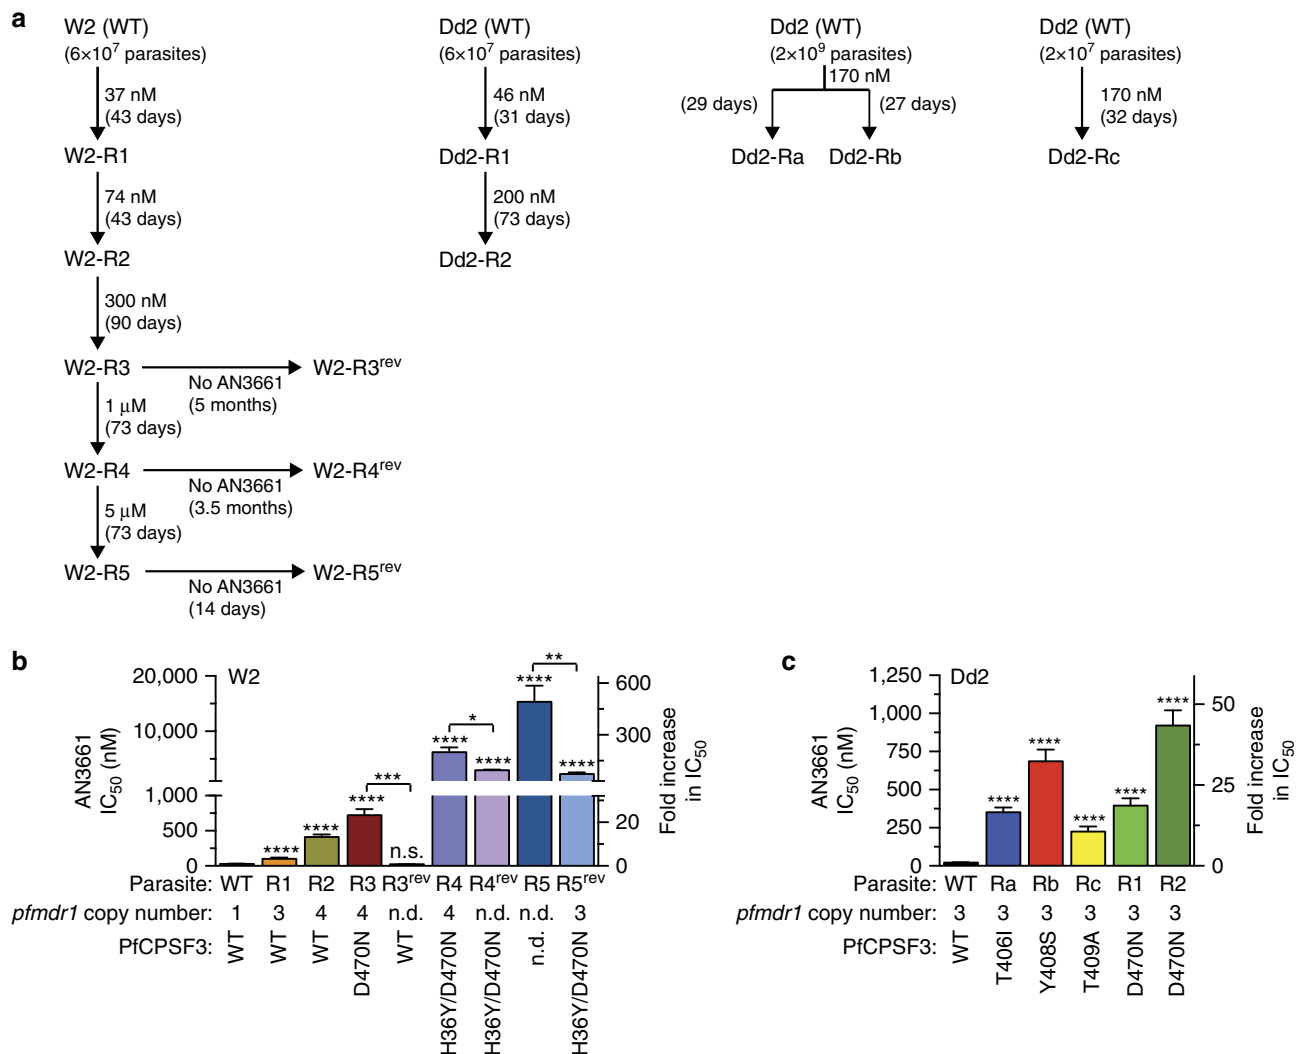 a
W2 (WT)
(6×10⁷ parasites)
37 nM
(43 days)
W2-R1
74 nM
(43 days)
W2-R2
300 nM
(90 days)
W2-R3
No AN3661
(5 months)
W2-R3rev
1 µM
(73 days)
W2-R4
No AN3661
(3.5 months)
W2-R4rev
5 µM
(73 days)
W2-R5
No AN3661
(14 days)
W2-R5rev
Dd2 (WT)
(6×10⁷ parasites)
46 nM
(31 days)
Dd2-R1
200 nM
(73 days)
Dd2-R2
Dd2 (WT)
(2×10⁹ parasites)
170 nM
(29 days)
(27 days)
Dd2-Ra
Dd2-Rb
Dd2 (WT)
(2×10⁷ parasites)
170 nM
(32 days)
Dd2-Rc
b
W2
AN3661
IC50 (nM)
20,000
10,000
1,000
500
0
****
****
****
***
n.s.
****
*
****
****
**
****
600
300
20
0
Fold increase
in IC50
Parasite: WT R1 R2 R3 R3rev R4 R4rev R5 R5rev
pfmdr1 copy number: 1 3 4 4 n.d. 4 n.d. n.d. 3
PfCPSF3: WT WT WT D470N WT H36Y/D470N H36Y/D470N n.d. H36Y/D470N
c
Dd2
AN3661
IC50 (nM)
1,250
1,000
750
500
250
0
****
****
****
****
****
50
25
0
Fold increase
in IC50
Parasite: WT Ra Rb Rc R1 R2
pfmdr1 copy number: 3 3 3 3 3 3
PfCPSF3: WT T406I Y408S T409A D470N D470N